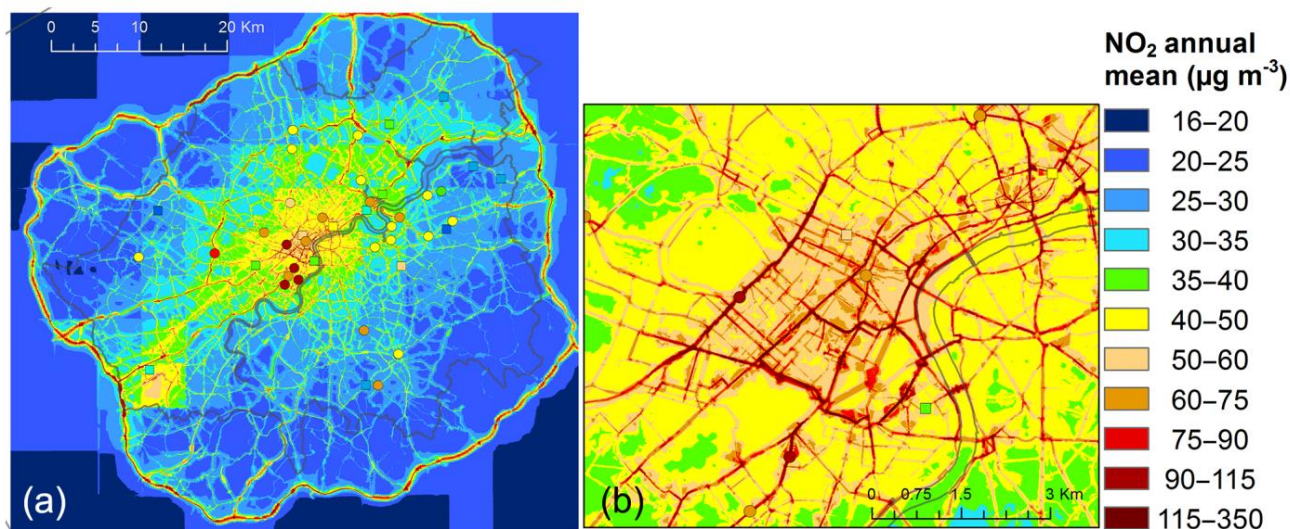 0 5 10 20 Km
(a)
(b)
0 0.75 1.5 3 Km
NO₂ annual
mean (µg m⁻³)
16–20
20–25
25–30
30–35
35–40
40–50
50–60
60–75
75–90
90–115
115–350